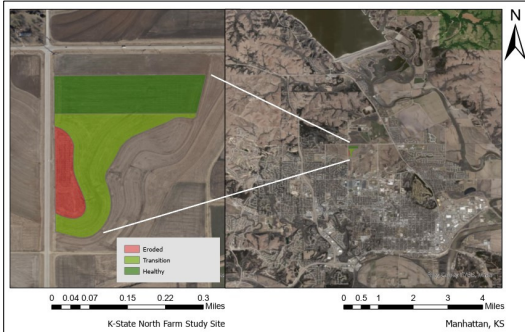 N
Eroded
Transition
Healthy
0 0.04 0.07 0.15 0.22 0.3
Miles
0 0.5 1 2 3 4
Miles
K-State North Farm Study Site
Manhattan, KS